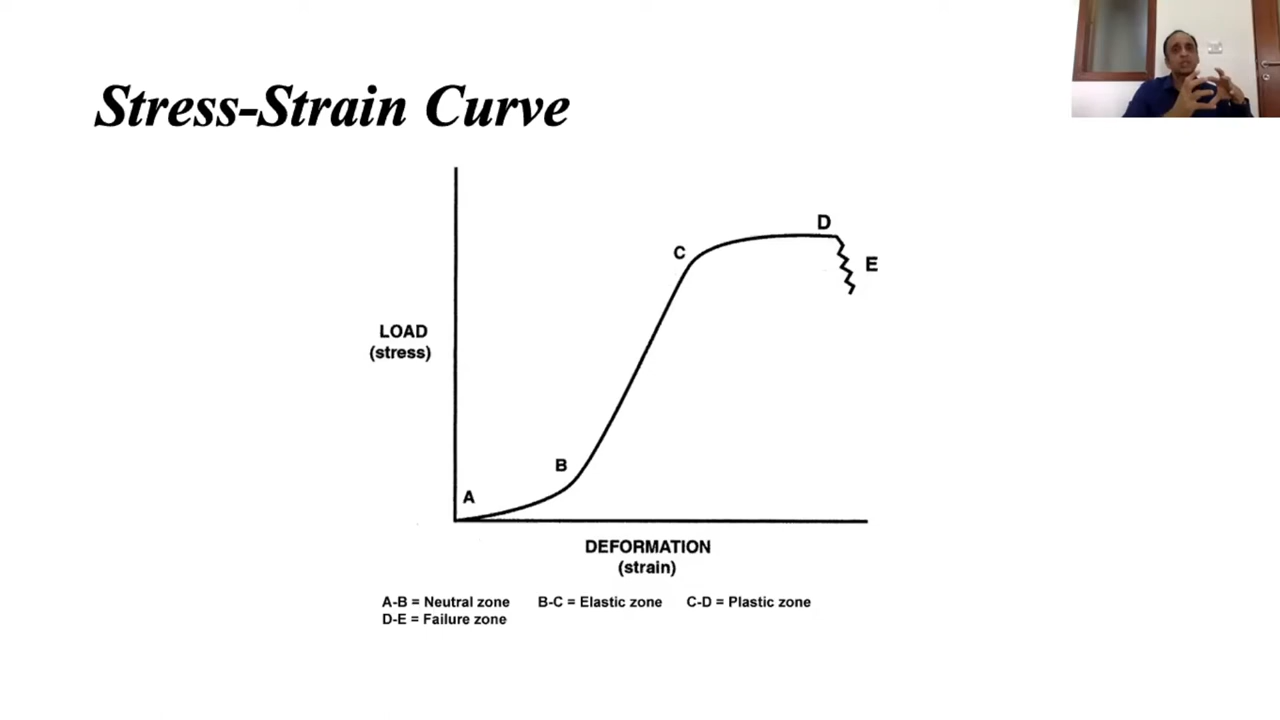 Stress-Strain Curve
D
C
E
LOAD
(stress)
B
A
DEFORMATION
(strain)
A-B = Neutral zone B-C = Elastic zone C-D = Plastic zone
D-E = Failure zone